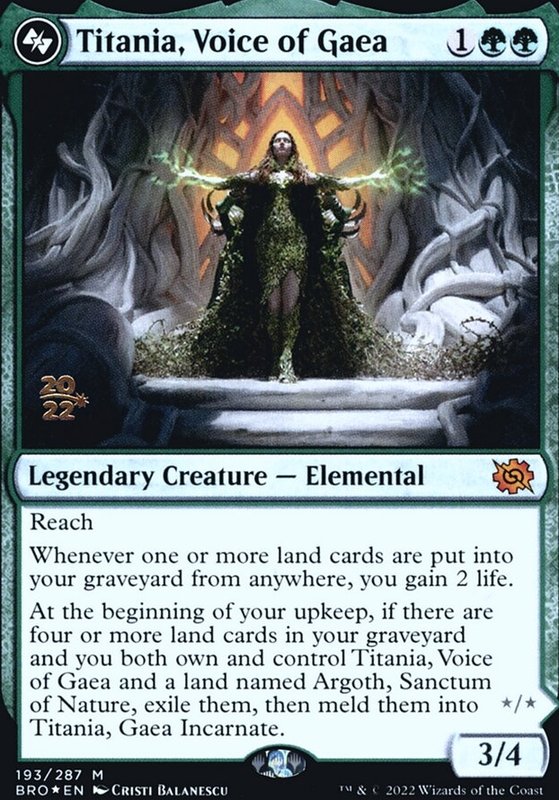 Titania, Voice of Gaea 1
20
22
Legendary Creature — Elemental
Reach
Whenever one or more land cards are put into
your graveyard from anywhere, you gain 2 life.
At the beginning of your upkeep, if there are
four or more land cards in your graveyard
and you both own and control Titania, Voice
of Gaea and a land named Argoth, Sanctum
of Nature, exile them, then meld them into
Titania, Gaea Incarnate.
★/★
3/4
193/287 M
BRO★EN Cristi Balanescu
™ & © 2022 Wizards of the Coast